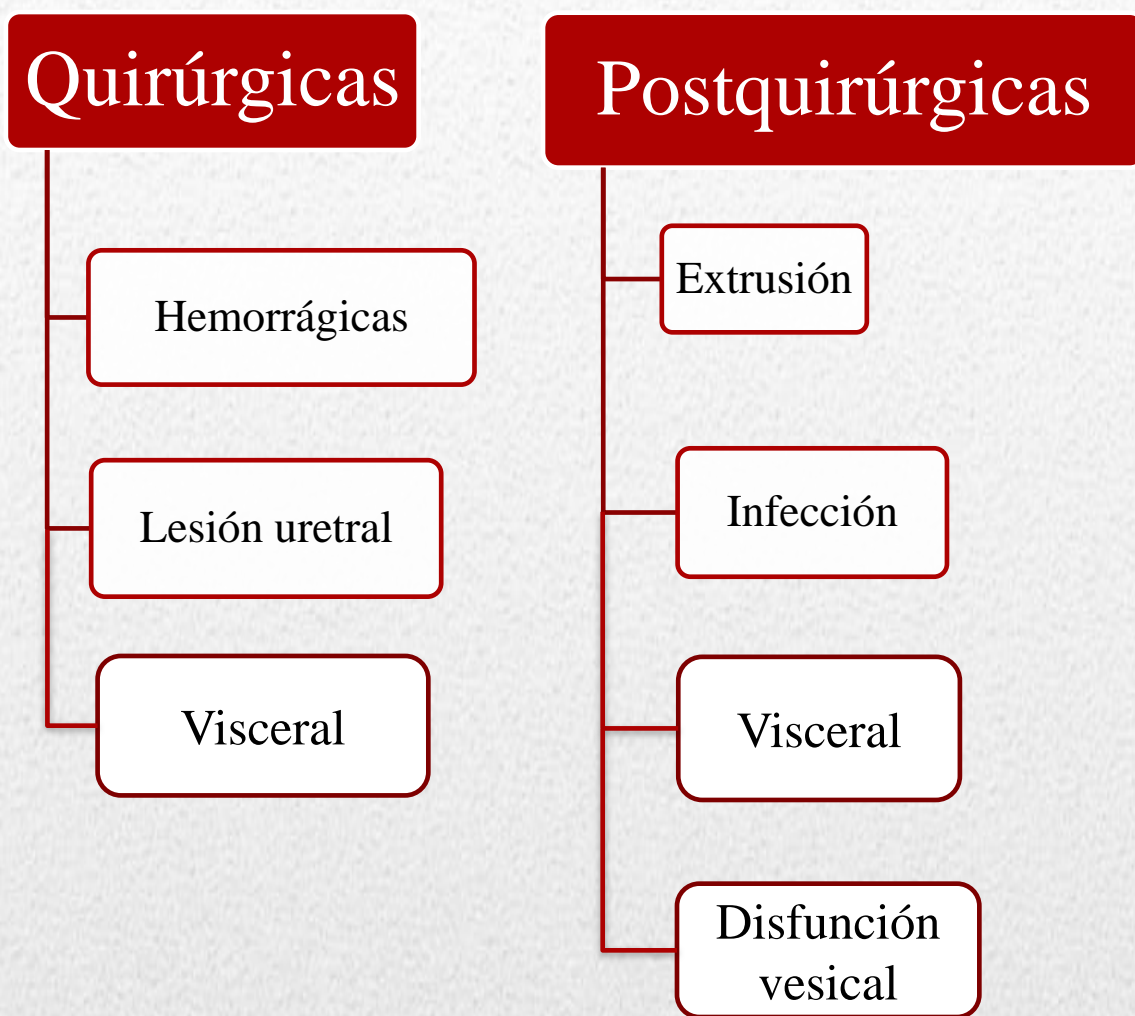 Quirúrgicas
Hemorrágicas
Lesión uretral
Visceral
Postquirúrgicas
Extrusión
Infección
Visceral
Disfunción
vesical